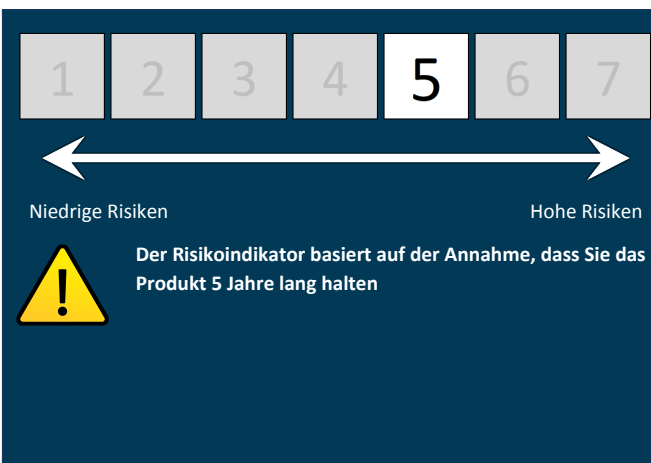 1 2 3 4 5 6 7
Niedrige Risiken Hohe Risiken
Der Risikoindikator basiert auf der Annahme, dass Sie das
Produkt 5 Jahre lang halten